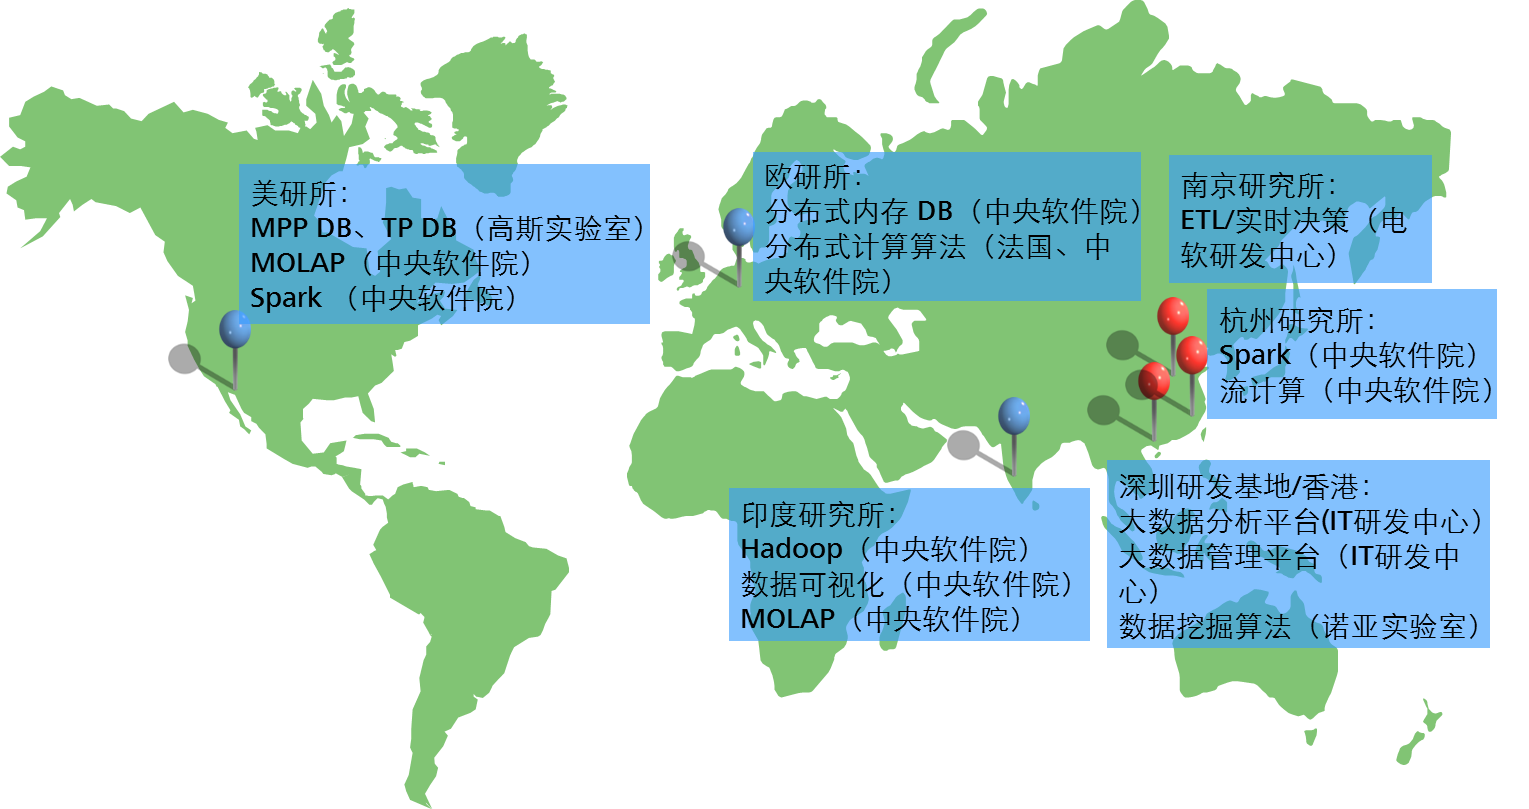 美研所：
MPP DB、TP DB（高斯实验室）
MOLAP（中央软件院）
Spark （中央软件院）
欧研所：
分布式内存 DB（中央软件院）
分布式计算算法（法国、中
央软件院）
南京研究所：
ETL/实时决策（电
软研发中心）
杭州研究所：
Spark（中央软件院）
流计算（中央软件院）
印度研究所：
Hadoop（中央软件院）
数据可视化（中央软件院）
MOLAP（中央软件院）
深圳研发基地/香港：
大数据分析平台(IT研发中心）
大数据管理平台（IT研发中
心）
数据挖掘算法（诺亚实验室）